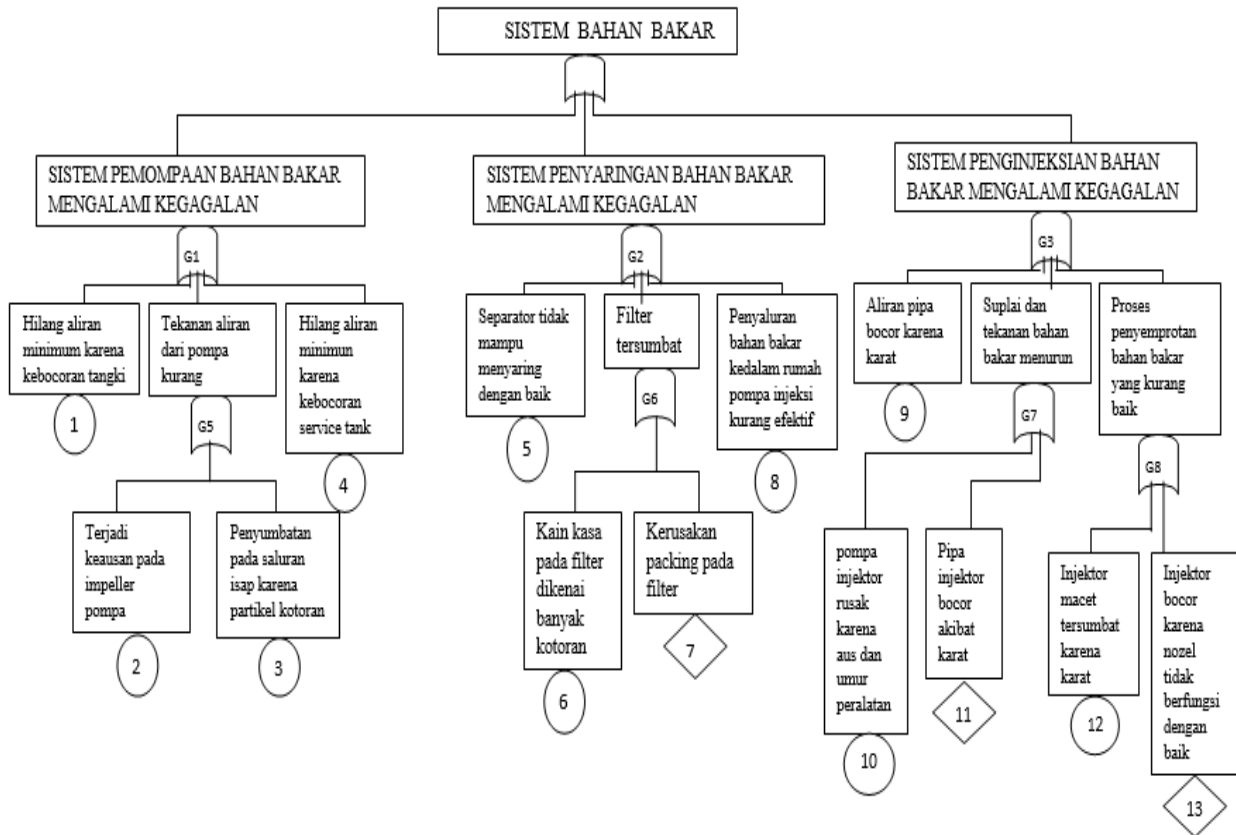 SISTEM BAHAN BAKAR
SISTEM PEMOMPAAN BAHAN BAKAR
MENGALAMI KEGAGALAN
SISTEM PENYARINGAN BAHAN BAKAR
MENGALAMI KEGAGALAN
SISTEM PENGINJEKSIAN BAHAN
BAKAR MENGALAMI KEGAGALAN
G1
G2
G3
Hilang aliran
minimum karena
kebocoran tangki
1
Tekanan aliran
dari pompa
kurang
G5
Hilang aliran
minimun
karena
kebocoran
service tank
4
Separator tidak
mampu
menyaring
dengan baik
5
Filter
tersumbat
G6
Penyaluran
bahan bakar
kedalam rumah
pompa injeksi
kurang efektif
8
Aliran pipa
bocor karena
karat
9
Suplai dan
tekanan bahan
bakar menurun
G7
Proses
penyemprotan
bahan bakar
yang kurang
baik
G8
Terjadi
keausan pada
impeller
pompa
2
Penyumbatan
pada saluran
isap karena
partikel kotoran
3
Kain kasa
pada filter
dikenai
banyak
kotoran
6
Kerusakan
packing pada
filter
7
pompa
injektor
rusak
karena
aus dan
umur
peralatan
10
Pipa
injektor
bocor
akibat
karat
11
Injektor
macet
tersumbat
karena
karat
12
Injektor
bocor
karena
nozel
tidak
berfungsi
dengan
baik
13